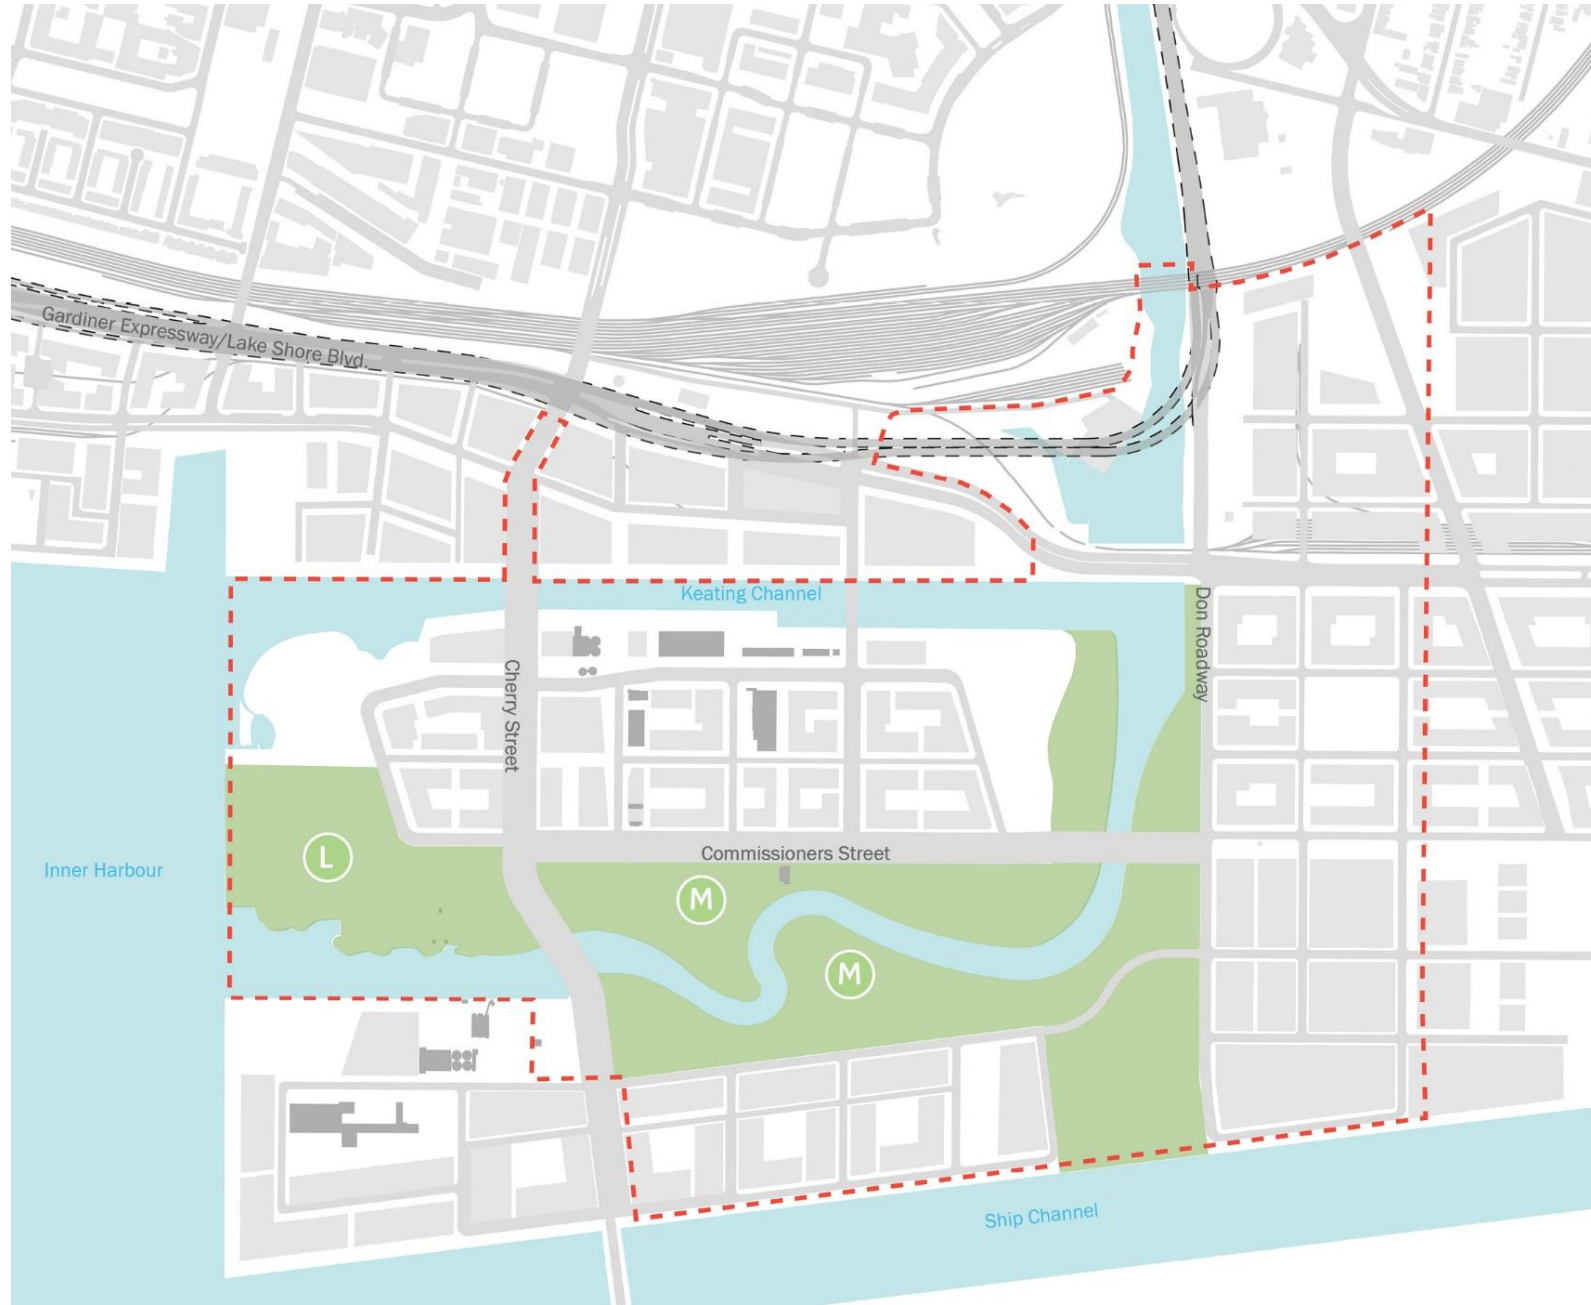 Gardiner Expressway/Lake Shore Blvd.
Keating Channel
Don Roadway
Cherry Street
Commissioners Street
L
Inner Harbour
M
M
Ship Channel